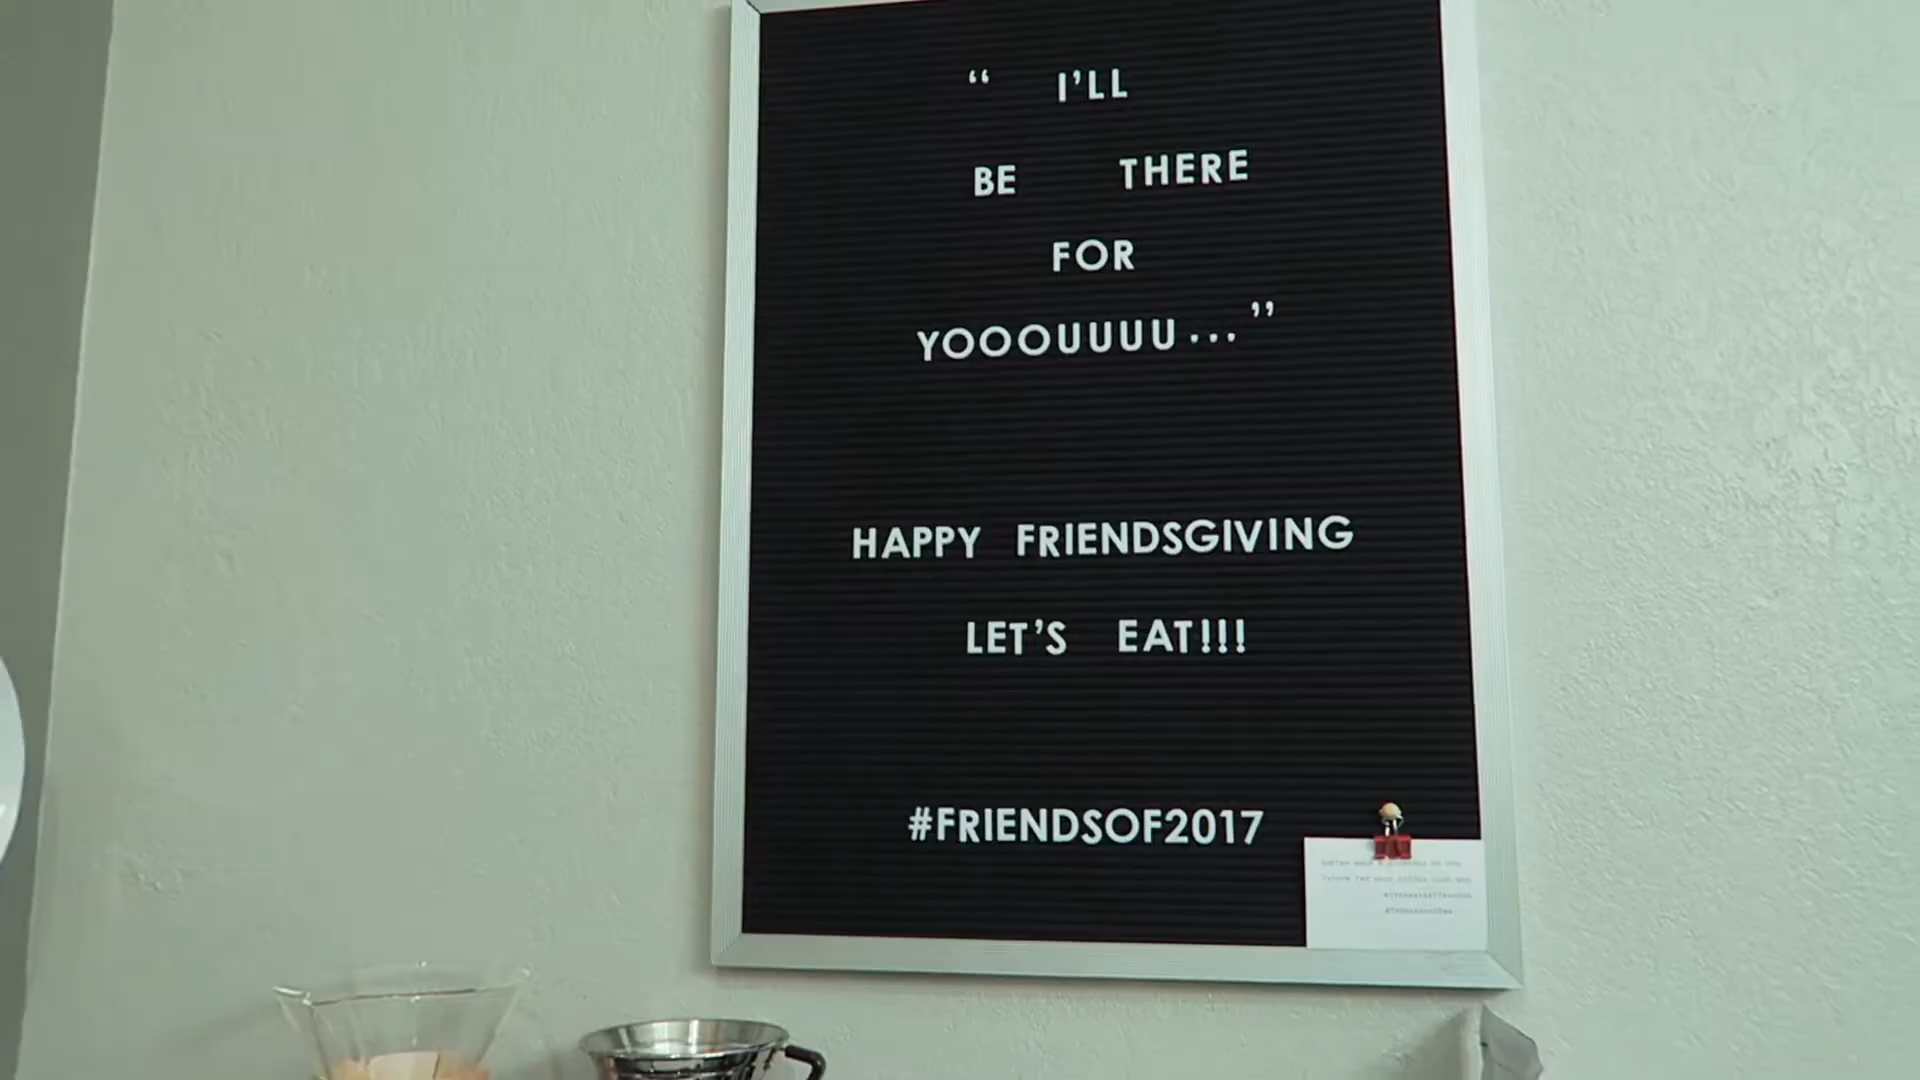 “ I’LL
BE THERE
FOR
YOOOUUUU...”
HAPPY FRIENDSGIVING
LET’S EAT!!!
#FRIENDSOF2017